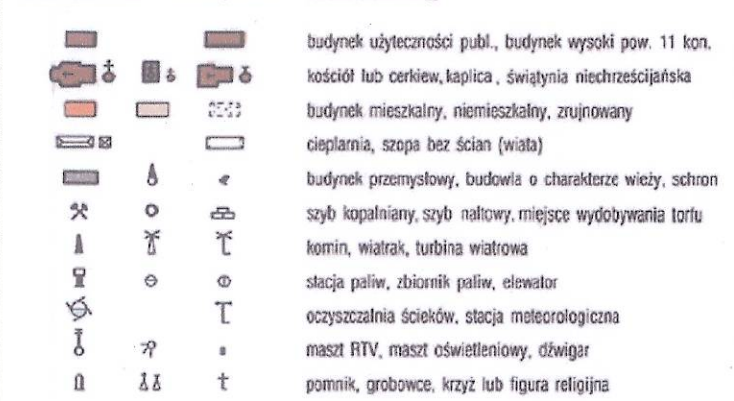 budynek użyteczności publ., budynek wysoki pow. 11 kon.
kościół lub cerkiew, kaplica, świątynia niechrześcijańska
budynek mieszkalny, niemieszkalny, zrujnowany
cieplarnia, szopa bez ścian (wiata)
budynek przemysłowy, budowla o charakterze wieży, schron
szyb kopalniany, szyb naftowy, miejsce wydobywania torfu
komin, wiatrak, turbina wiatrowa
stacja paliw, zbiornik paliw, elewator
oczyszczalnia ścieków, stacja meteorologiczna
maszt RTV, maszt oświetleniowy, dźwigar
pomnik, grobowce, krzyż lub figura religijna